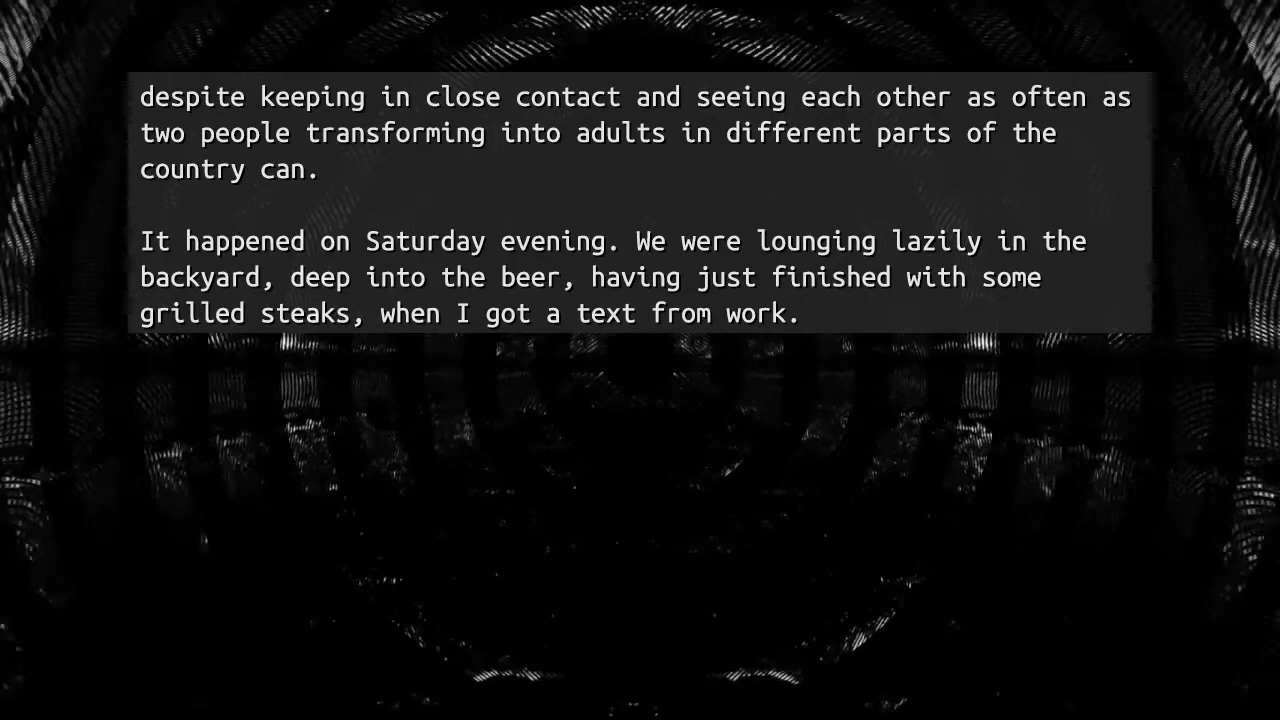 despite keeping in close contact and seeing each other as often as
two people transforming into adults in different parts of the
country can.
It happened on Saturday evening. We were lounging lazily in the
backyard, deep into the beer, having just finished with some
grilled steaks, when I got a text from work.